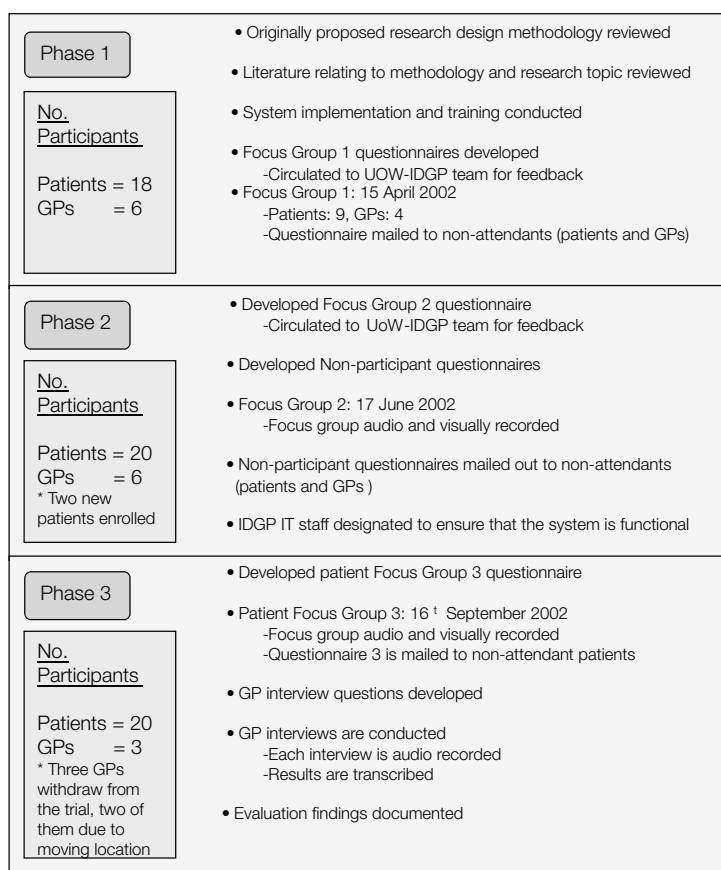 Phase 1
No.
Participants
Patients = 18
GPs = 6
• Originally proposed research design methodology reviewed
• Literature relating to methodology and research topic reviewed
• System implementation and training conducted
• Focus Group 1 questionnaires developed
-Circulated to UOW-IDGP team for feedback
• Focus Group 1: 15 April 2002
-Patients: 9, GPs: 4
-Questionnaire mailed to non-attendants (patients and GPs)
Phase 2
No.
Participants
Patients = 20
GPs = 6
* Two new
patients enrolled
• Developed Focus Group 2 questionnaire
-Circulated to UoW-IDGP team for feedback
• Developed Non-participant questionnaires
• Focus Group 2: 17 June 2002
-Focus group audio and visually recorded
• Non-participant questionnaires mailed out to non-attendants
(patients and GPs )
• IDGP IT staff designated to ensure that the system is functional
Phase 3
No.
Participants
Patients = 20
GPs = 3
* Three GPs
withdraw from
the trial, two of
them due to
moving location
• Developed patient Focus Group 3 questionnaire
• Patient Focus Group 3: 16 t September 2002
-Focus group audio and visually recorded
-Questionnaire 3 is mailed to non-attendant patients
• GP interview questions developed
• GP interviews are conducted
-Each interview is audio recorded
-Results are transcribed
• Evaluation findings documented